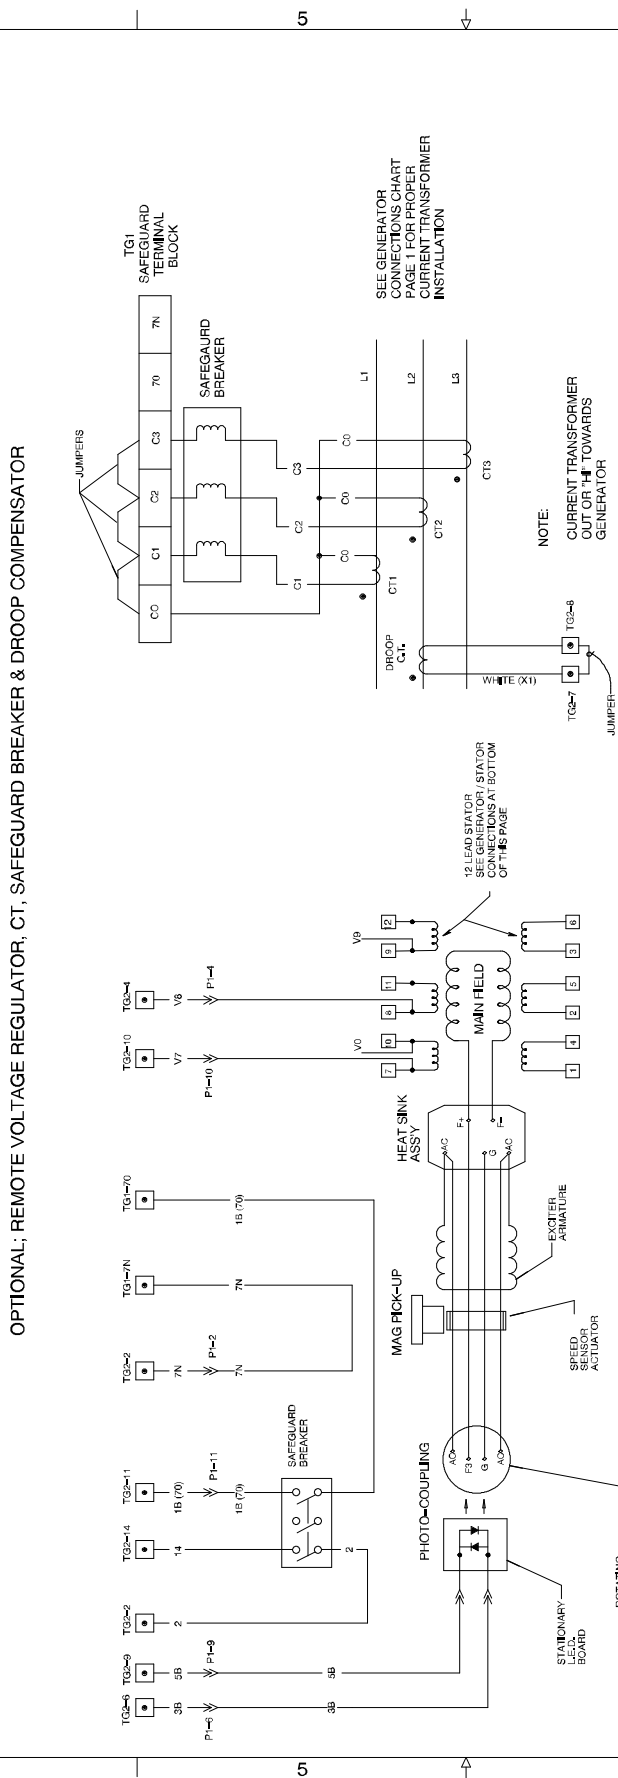 5
OPTIONAL; REMOTE VOLTAGE REGULATOR, CT, SAFEGUARD BREAKER & DROOP COMPENSATOR
TG2-6
TG2-9
TG2-2
TG2-14
TG2-11
TG2-2
TG1-7N
TG1-70
TG2-10
TG2-4
3B
5B
2
14
1B (70)
7N
V7
V8
P1-6
P1-9
P1-11
P1-2
P1-10
P1-4
3B
5B
2
1B (70)
7N
7N
1B (70)
SAFEGUARD
BREAKER
PHOTO-COUPLING
STATIONARY
L.E.D.
BOARD
AC
F3
G
AC
MAG PICK-UP
SPEED
SENSOR
ACTUATOR
EXCITER
ARMATURE
HEAT SINK
ASS'Y
AC
F+
G
F-
AC
MAIN FIELD
V0
V9
7
10
8
11
9
12
1
4
2
5
3
6
12 LEAD STATOR
SEE GENERATOR / STATOR
CONNECTIONS AT BOTTOM
OF THIS PAGE
JUMPERS
TG1
SAFEGUARD
TERMINAL
BLOCK
CO
C1
C2
C3
70
7N
SAFEGAURD
BREAKER
C1
C2
C3
C0
C0
C0
CT1
CT2
CT3
L1
L2
L3
DROOP
C.T.
WHITE (X1)
TG2-7
TG2-8
JUMPER
SEE GENERATOR
CONNECTIONS CHART
PAGE 1 FOR PROPER
CURRENT TRANSFORMER
INSTALLATION
NOTE:
CURRENT TRANSFORMER
OUT OR "HI" TOWARDS
GENERATOR
5